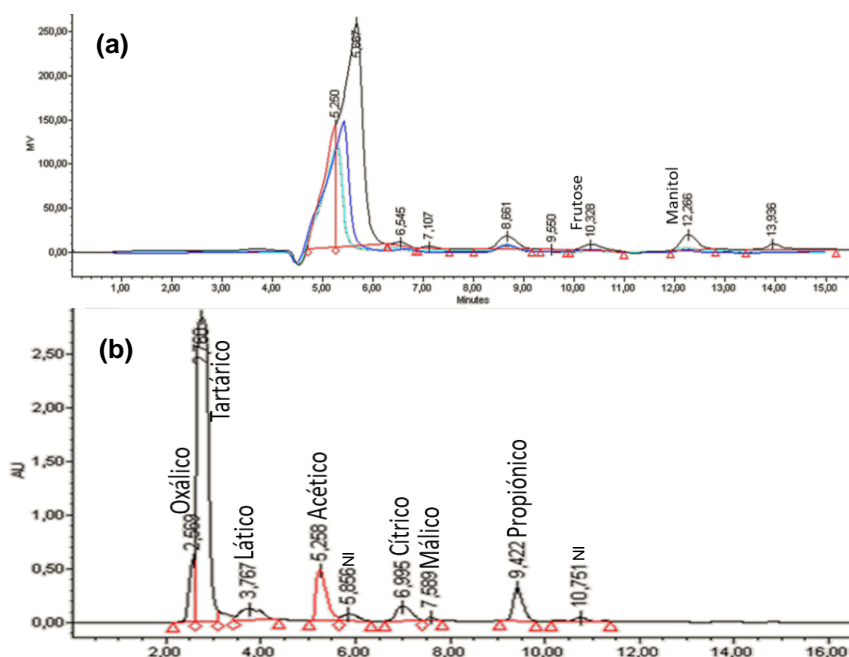 (a)
250,00
200,00
150,00
100,00
50,00
0,00
MV
5,250
5,667
6,545
7,107
8,661
9,550
Frutose
10,328
Manitol
12,266
13,936
1,00 2,00 3,00 4,00 5,00 6,00 7,00 8,00 9,00 10,00 11,00 12,00 13,00 14,00 15,00
Minutes
(b)
2,50
2,00
1,50
1,00
0,50
0,00
AU
Oxálico
2,569
2,760
Tartárico
3,767 Lático
5,258 Acético
5,856 NI
6,995 Cítrico
7,589 Málico
9,422 Propiónico
10,751 NI
2,00 4,00 6,00 8,00 10,00 12,00 14,00 16,00